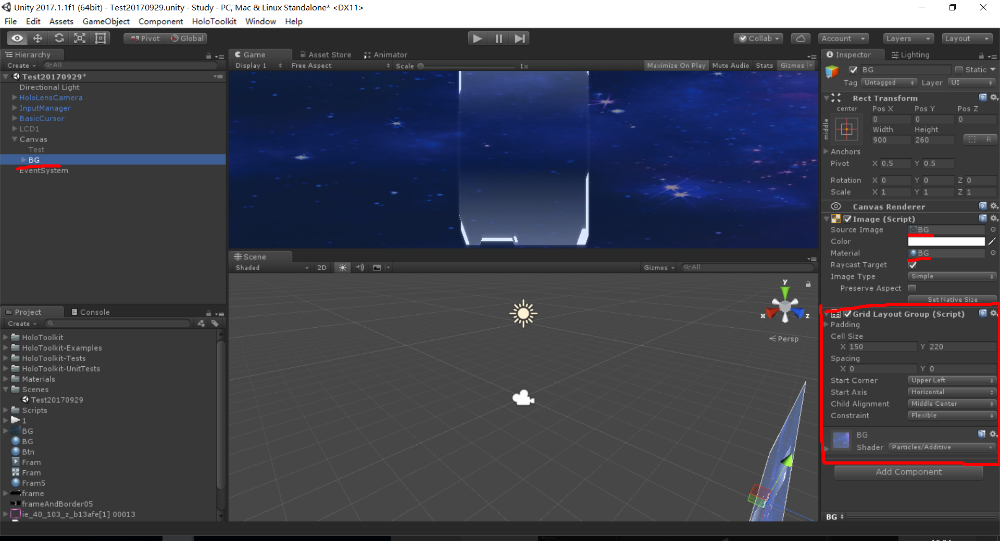 Unity 2017.1.1f1 (64bit) - Test20170929.unity - Study - PC, Mac & Linux Standalone* <DX11>
File Edit Assets GameObject Component HoloToolkit Window Help
Pivot Global Collab Account Layers Layout
Hierarchy
Create All
Test20170929*
Directional Light
HoloLensCamera
InputManager
BasicCursor
LCD1
Canvas
Test
BG
EventSystem
Game Asset Store Animator
Display 1 Free Aspect Scale 1x Maximize On Play Mute Audio Stats Gizmos
Scene
Shaded 2D Gizmos All
y
x z
Persp
Project Console
Create
HoloToolkit
HoloToolkit-Examples
HoloToolkit-Tests
HoloToolkit-UnitTests
Materials
Scenes
Test20170929
Scripts
1
BG
BG
Btn
Fram
Fram
Fram5
frame
frameAndBorder05
ie_40_103_z_b13afe[1] 00013
Inspector Lighting
BG Static
Tag Untagged Layer UI
Rect Transform
center Pos X Pos Y Pos Z
0 0 0
middle Width Height
900 260 R
Anchors
Pivot X 0.5 Y 0.5
Rotation X 0 Y 0 Z 0
Scale X 1 Y 1 Z 1
Canvas Renderer
Image (Script)
Source Image BG
Color
Material BG
Raycast Target
Image Type Simple
Preserve Aspect
Set Native Size
Grid Layout Group (Script)
Padding
Cell Size
X 150 Y 220
Spacing
X 0 Y 0
Start Corner Upper Left
Start Axis Horizontal
Child Alignment Middle Center
Constraint Flexible
BG
Shader Particles/Additive
Add Component
BG